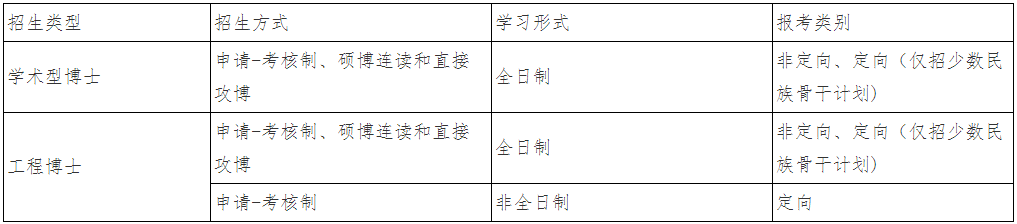 招生类型 招生方式 学习形式 报考类别
学术型博士 申请-考核制、硕博连读和直接
攻博 全日制 非定向、定向（仅招少数民
族骨干计划)
工程博士 申请-考核制、硕博连读和直接
攻博 全日制 非定向、定向（仅招少数民
族骨干计划)
申请-考核制 非全日制 定向